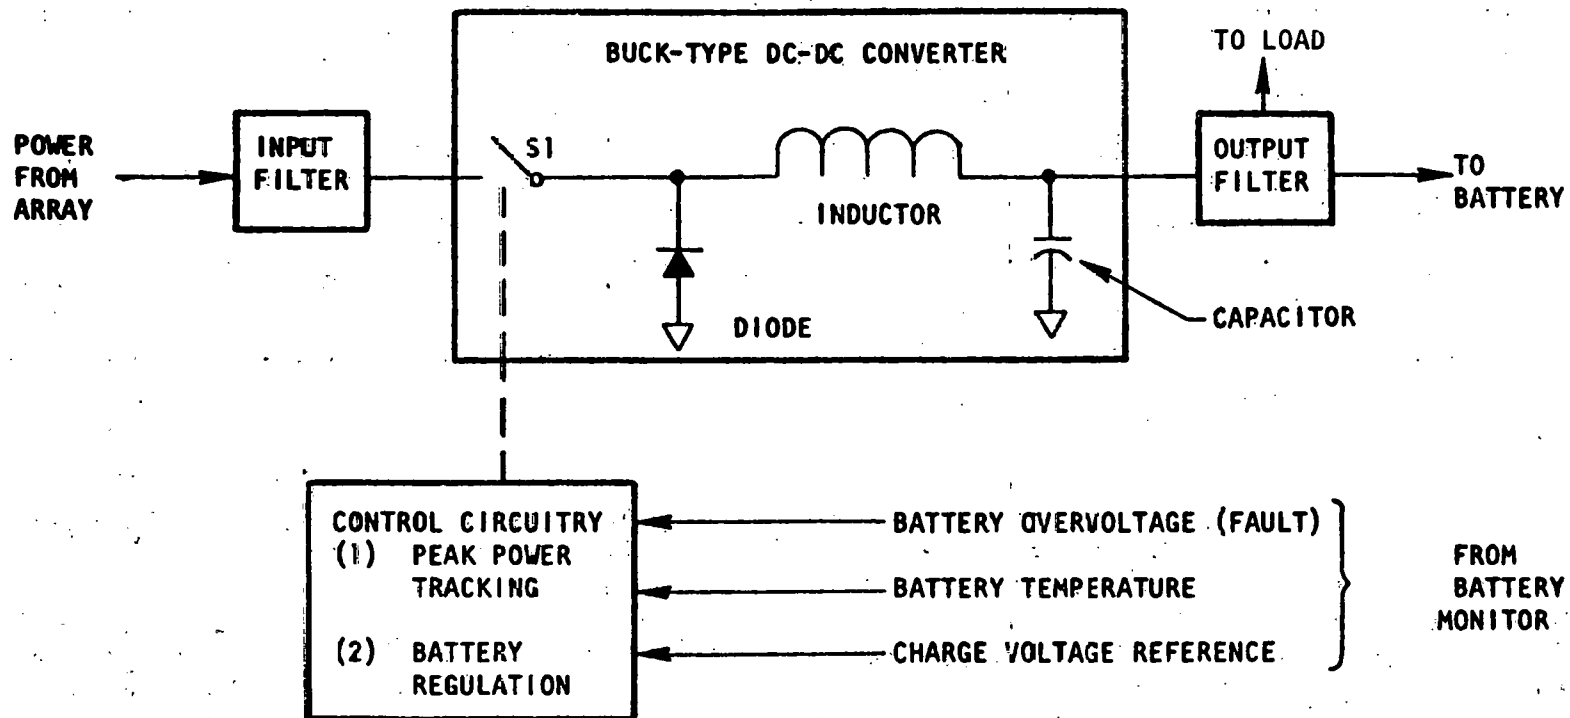 BUCK-TYPE DC-DC CONVERTER
TO LOAD
POWER
FROM
ARRAY
INPUT
FILTER
S1
INDUCTOR
DIODE
CAPACITOR
OUTPUT
FILTER
TO
BATTERY
CONTROL CIRCUITRY
(1) PEAK POWER
TRACKING
(2) BATTERY
REGULATION
BATTERY OVERVOLTAGE (FAULT)
BATTERY TEMPERATURE
CHARGE VOLTAGE REFERENCE
FROM
BATTERY
MONITOR